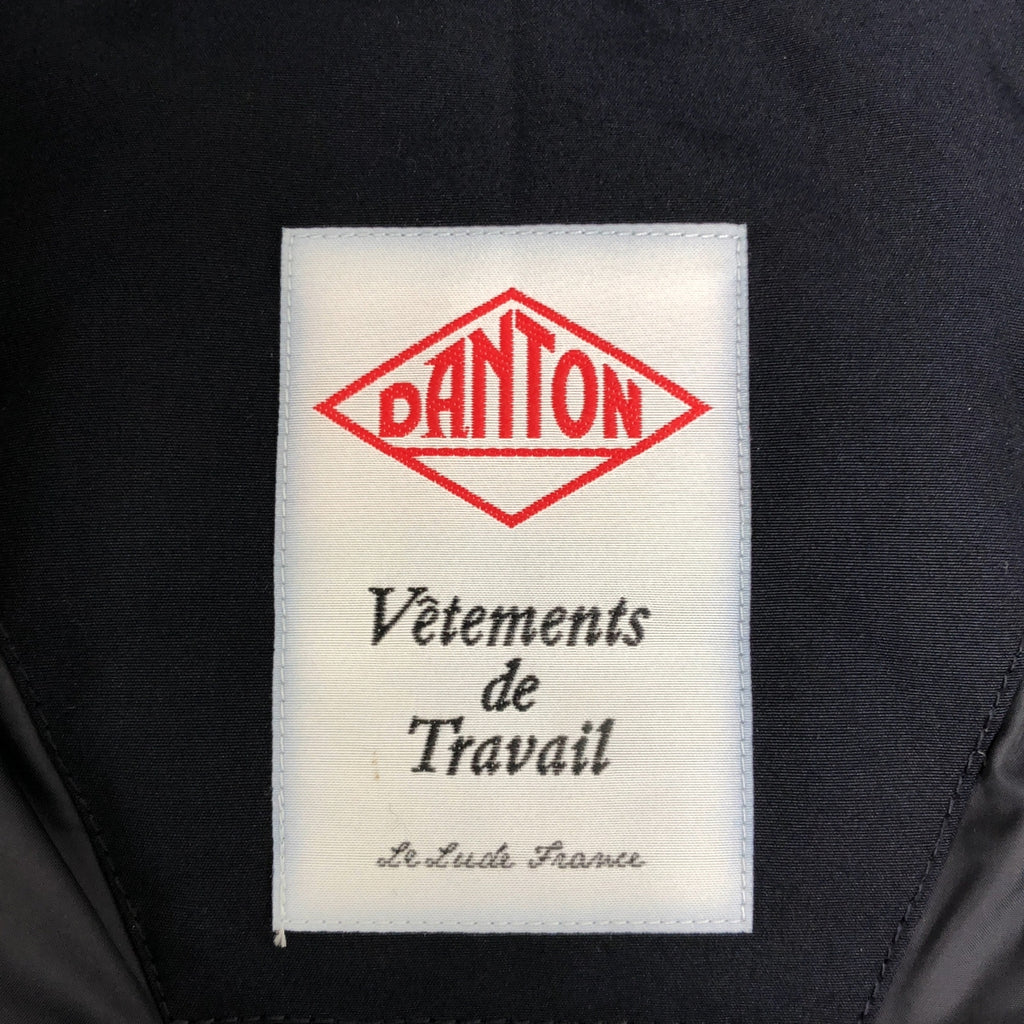 DANTON
Vêtements
de
Travail
Le Lude France